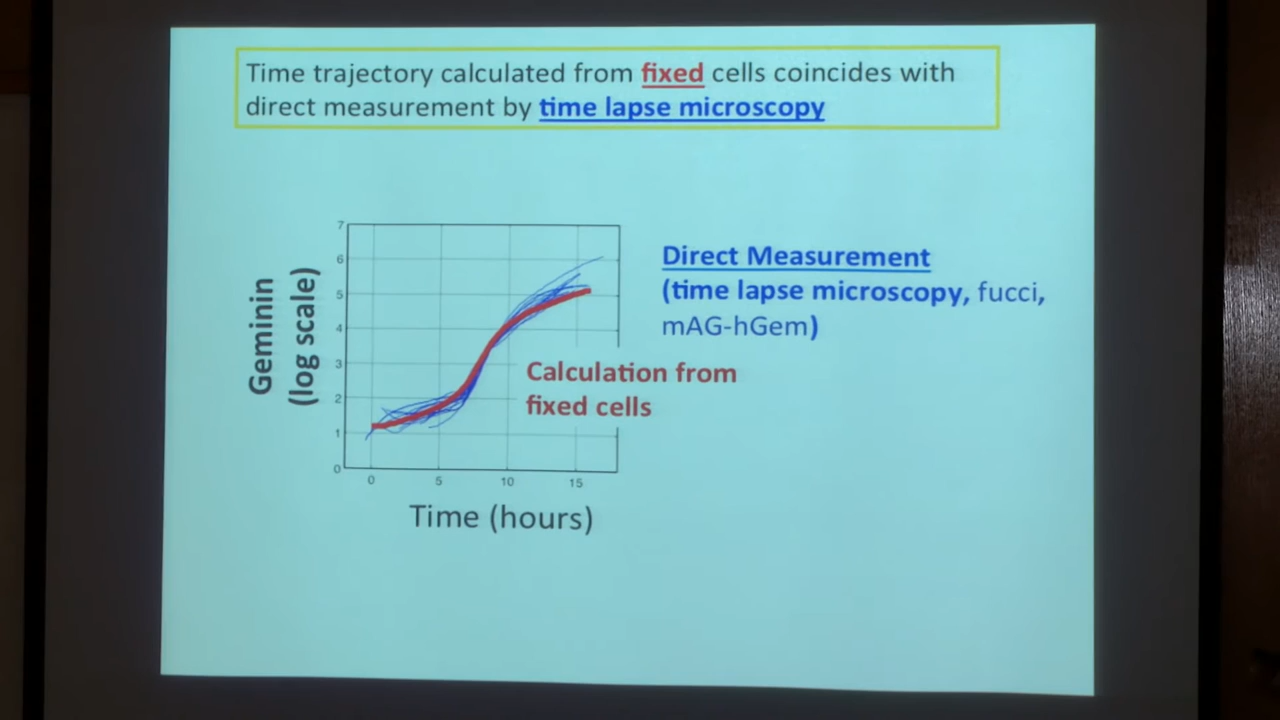 Time trajectory calculated from fixed cells coincides with
direct measurement by time lapse microscopy
7
6
5
4
3
2
1
0
0 5 10 15
Geminin
(log scale)
Time (hours)
Direct Measurement
(time lapse microscopy, fucci,
mAG-hGem)
Calculation from
fixed cells